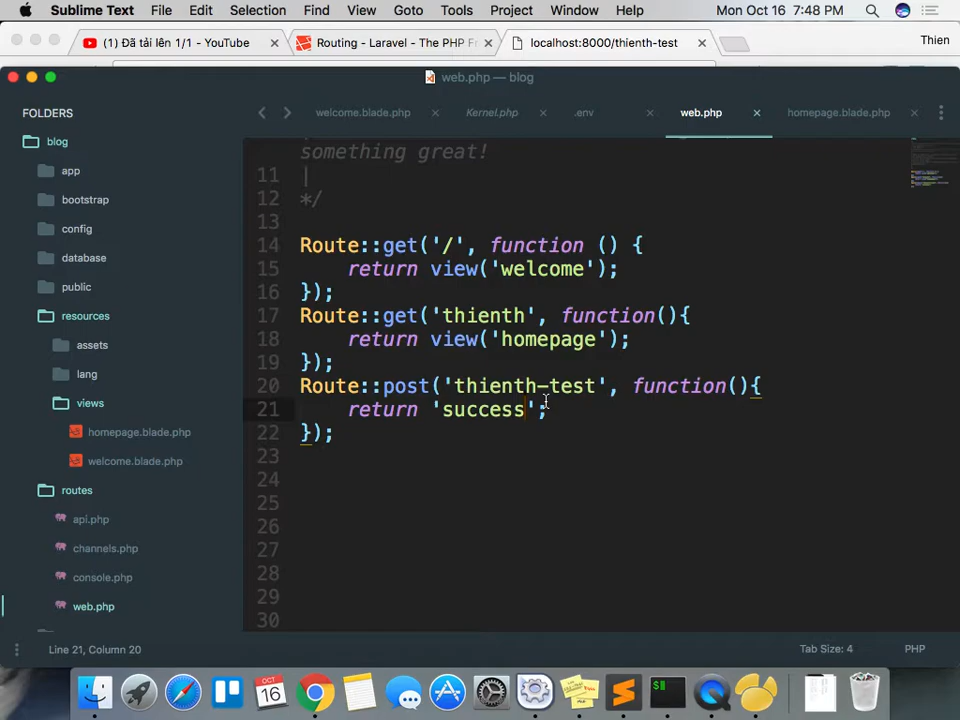 Sublime Text File Edit Selection Find View Goto Tools Project Window Help Mon Oct 16 7:48 PM
(1) Đã tải lên 1/1 - YouTube × Routing - Laravel - The PHP Fr × localhost:8000/thienth-test × Thien
web.php — blog
FOLDERS
blog
app
bootstrap
config
database
public
resources
assets
lang
views
homepage.blade.php
welcome.blade.php
routes
api.php
channels.php
console.php
web.php
welcome.blade.php × Kernel.php × .env × web.php × homepage.blade.php ×
something great!
11 |
12 */
13
14 Route::get('/', function () {
15 return view('welcome');
16 });
17 Route::get('thienth', function(){
18 return view('homepage');
19 });
20 Route::post('thienth-test', function(){
21 return 'success';
22 });
23
24
25
26
27
28
29
30
Line 21, Column 20 Tab Size: 4 PHP
OCT
16
$